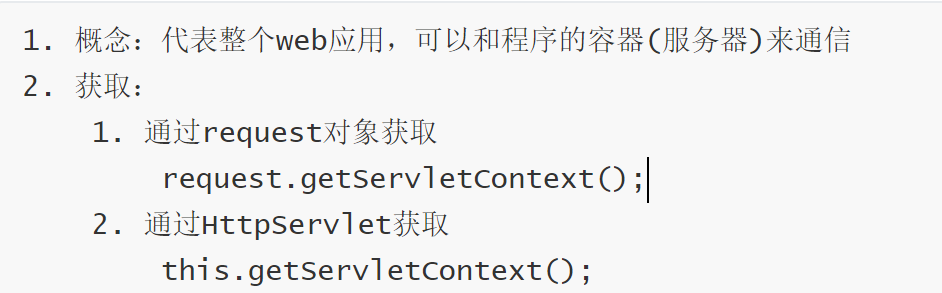 1. 概念：代表整个web应用，可以和程序的容器(服务器)来通信
2. 获取：
1. 通过request对象获取
request.getServletContext();
2. 通过HttpServlet获取
this.getServletContext();